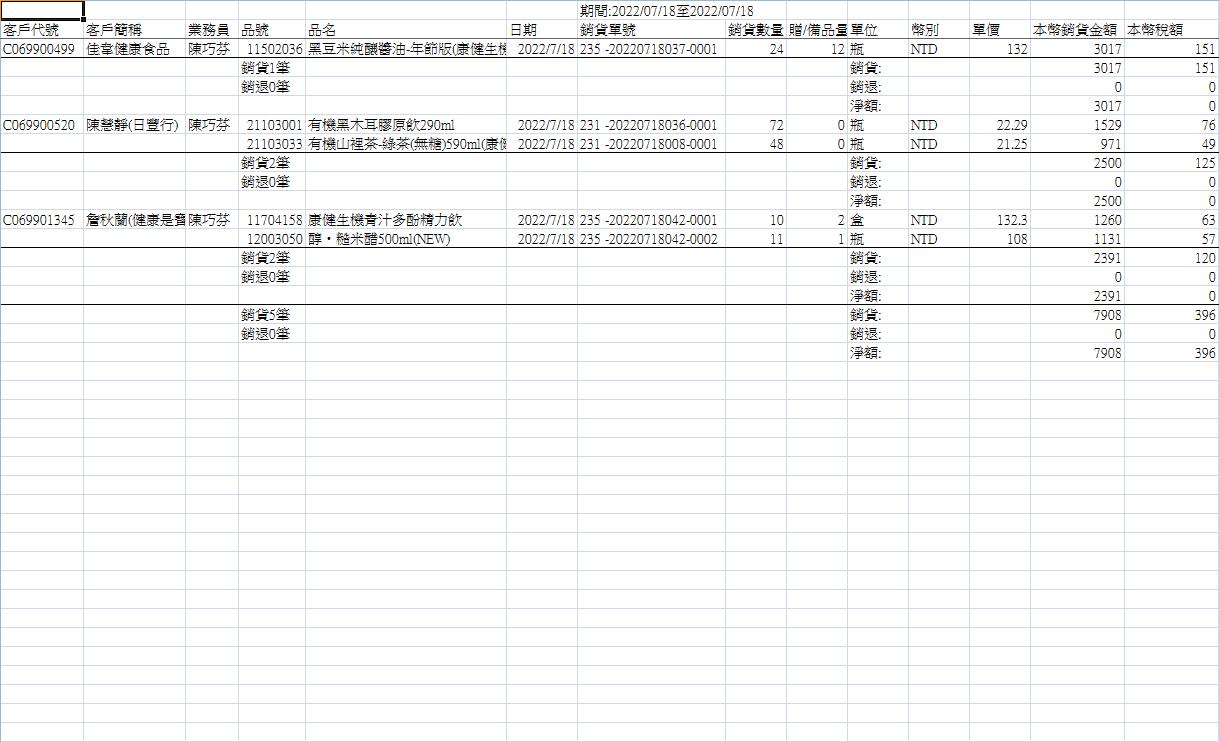 期間:2022/07/18至2022/07/18
客戶代號 客戶簡稱 業務員 品號 品名 日期 銷貨單號 銷貨數量 贈/備品量 單位 幣別 單價 本幣銷貨金額 本幣稅額
C069900499 佳韋健康食品 陳巧芬 11502036 黑豆米純釀醬油-年節版(康健生機 2022/7/18 235 -20220718037-0001 24 12 瓶 NTD 132 3017 151
銷貨1筆 銷貨: 3017 151
銷退0筆 銷退: 0 0
淨額: 3017 0
C069900520 陳慧靜(日豐行) 陳巧芬 21103001 有機黑木耳膠原飲290ml 2022/7/18 231 -20220718036-0001 72 0 瓶 NTD 22.29 1529 76
21103033 有機山裡茶-綠茶(無糖)590ml(康健 2022/7/18 231 -20220718008-0001 48 0 瓶 NTD 21.25 971 49
銷貨2筆 銷貨: 2500 125
銷退0筆 銷退: 0 0
淨額: 2500 0
C069901345 詹秋蘭(健康是寶 陳巧芬 11704158 康健生機青汁多酚精力飲 2022/7/18 235 -20220718042-0001 10 2 盒 NTD 132.3 1260 63
12003050 醇‧糙米醋500ml(NEW) 2022/7/18 235 -20220718042-0002 11 1 瓶 NTD 108 1131 57
銷貨2筆 銷貨: 2391 120
銷退0筆 銷退: 0 0
淨額: 2391 0
銷貨5筆 銷貨: 7908 396
銷退0筆 銷退: 0 0
淨額: 7908 396